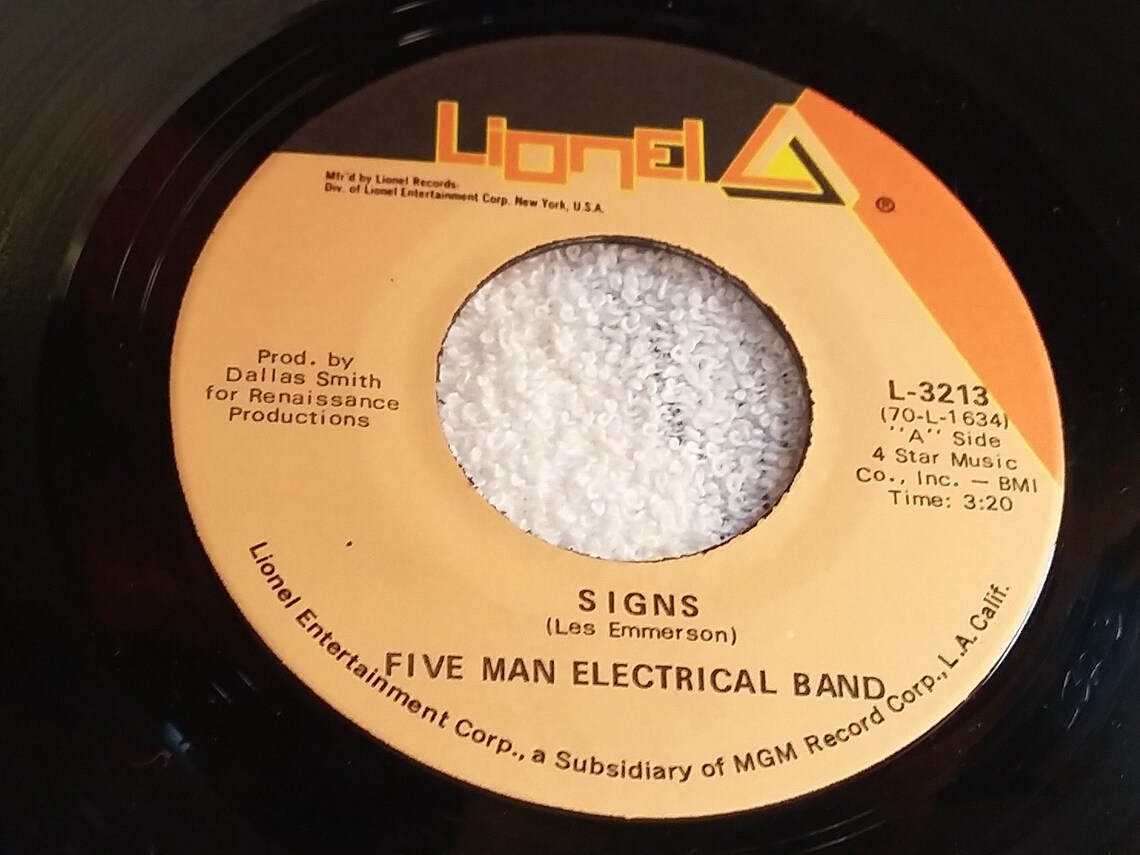 Lionel
®
Mfr'd by Lionel Records.
Div. of Lionel Entertainment Corp. New York, U.S.A.
Prod. by
Dallas Smith
for Renaissance
Productions
L-3213
(70-L-1634)
"A" Side
4 Star Music
Co., Inc. — BMI
Time: 3:20
SIGNS
(Les Emmerson)
FIVE MAN ELECTRICAL BAND
Lionel Entertainment Corp., a Subsidiary of MGM Record Corp., L.A. Calif.